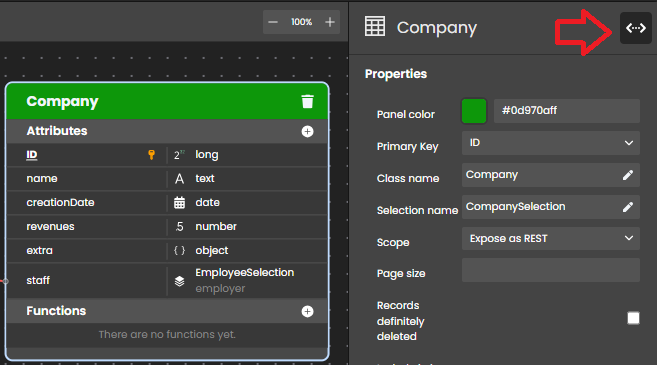 100%
Company
Company
Attributes
ID
2³² long
name
A text
creationDate
date
revenues
.5 number
extra
{ } object
staff
EmployeeSelection
employer
Functions
There are no functions yet.
Properties
Panel color
#0d970aff
Primary Key
ID
Class name
Company
Selection name
CompanySelection
Scope
Expose as REST
Page size
Records
definitely
deleted